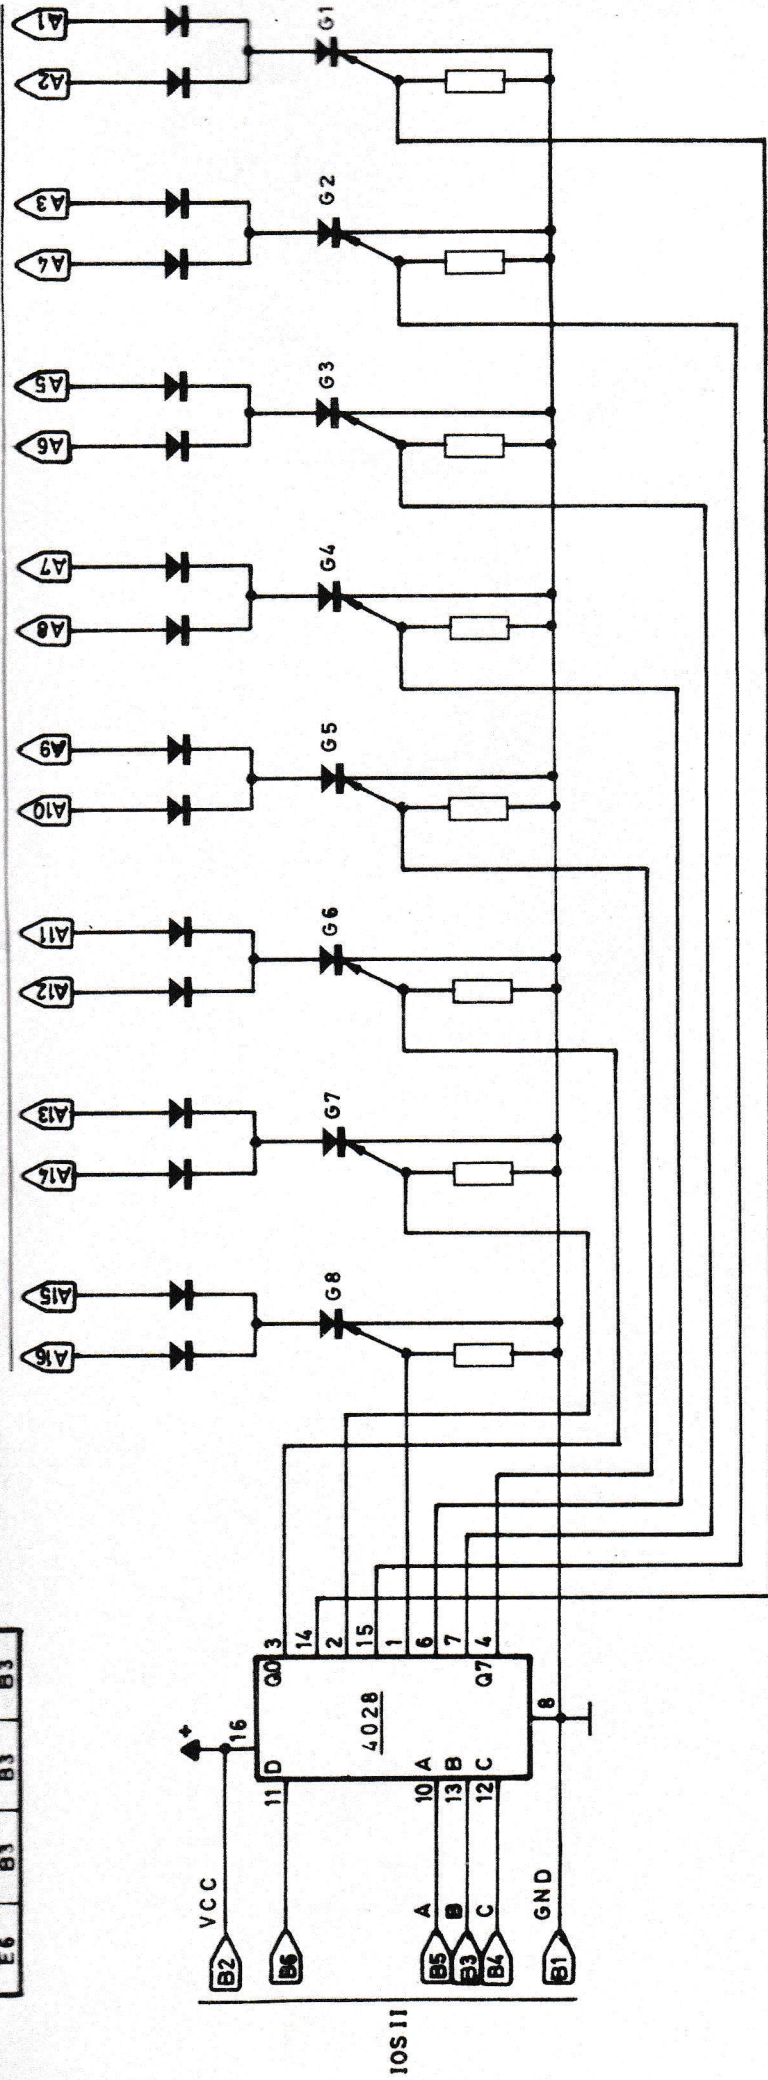 A1
A2
G1
A3
A4
G2
A5
A6
G3
A7
A8
G4
A9
A10
G5
A11
A12
G6
A13
A14
G7
A15
A16
G8
E6 B3 B3 B3
Q0 3
14
2
15
1
6
7
Q7 4
4028
+
16
8
11 D
10 A
13 B
12 C
VCC
A
B
C
GND
B2
B6
B5
B3
B4
B1
IOS II